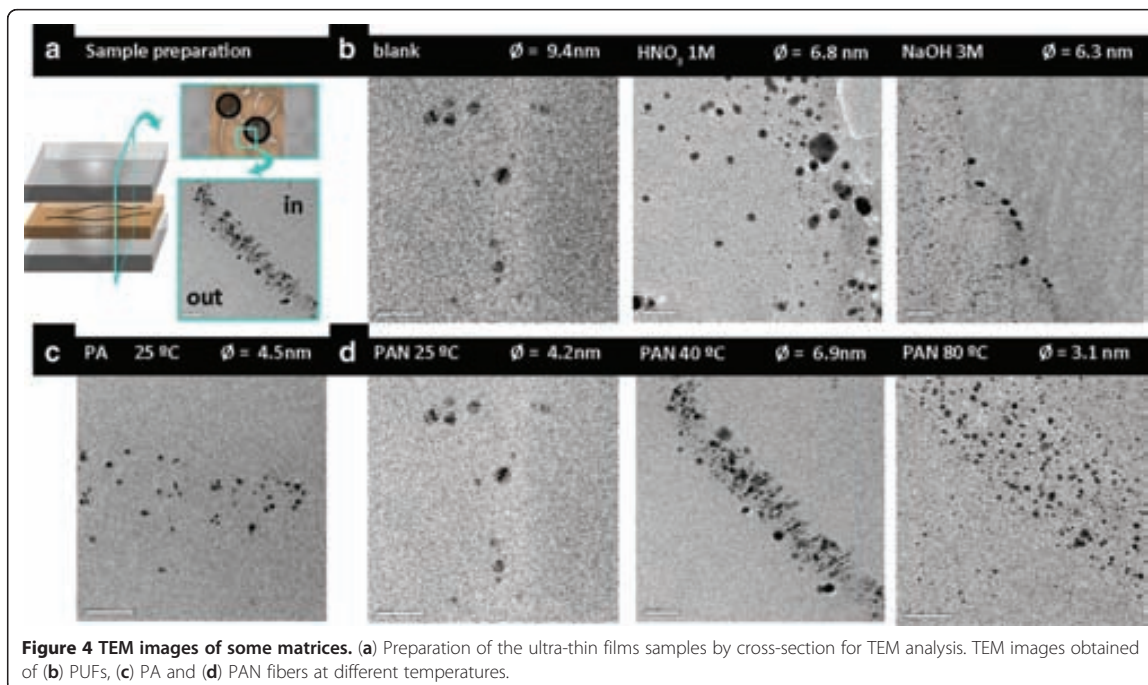 a Sample preparation
b blank Ø = 9.4nm HNO₃ 1M Ø = 6.8 nm NaOH 3M Ø = 6.3 nm
in
out
c PA 25 ºC Ø = 4.5nm d PAN 25 ºC Ø = 4.2nm PAN 40 ºC Ø = 6.9nm PAN 80 ºC Ø = 3.1 nm
Figure 4 TEM images of some matrices. (a) Preparation of the ultra-thin films samples by cross-section for TEM analysis. TEM images obtained
of (b) PUFs, (c) PA and (d) PAN fibers at different temperatures.